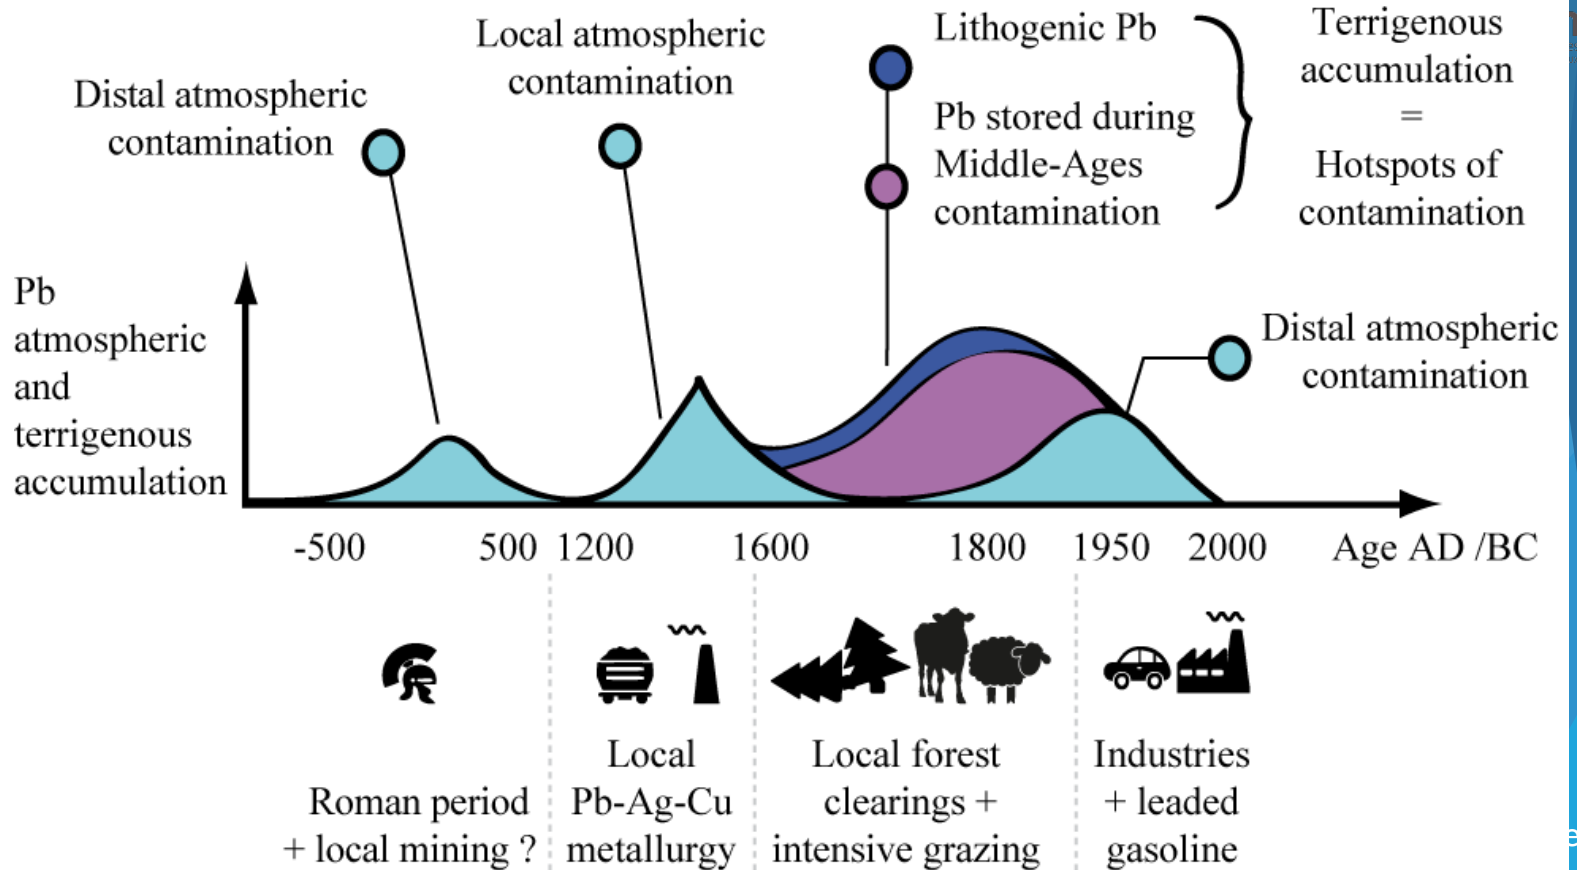 Local atmospheric
contamination
Distal atmospheric
contamination
Lithogenic Pb
Pb stored during
Middle-Ages
contamination
Terrigenous
accumulation
=
Hotspots of
contamination
Pb
atmospheric
and
terrigenous
accumulation
Distal atmospheric
contamination
-500 500 1200 1600 1800 1950 2000 Age AD /BC
Roman period
+ local mining ?
Local
Pb-Ag-Cu
metallurgy
Local forest
clearings +
intensive grazing
Industries
+ leaded
gasoline